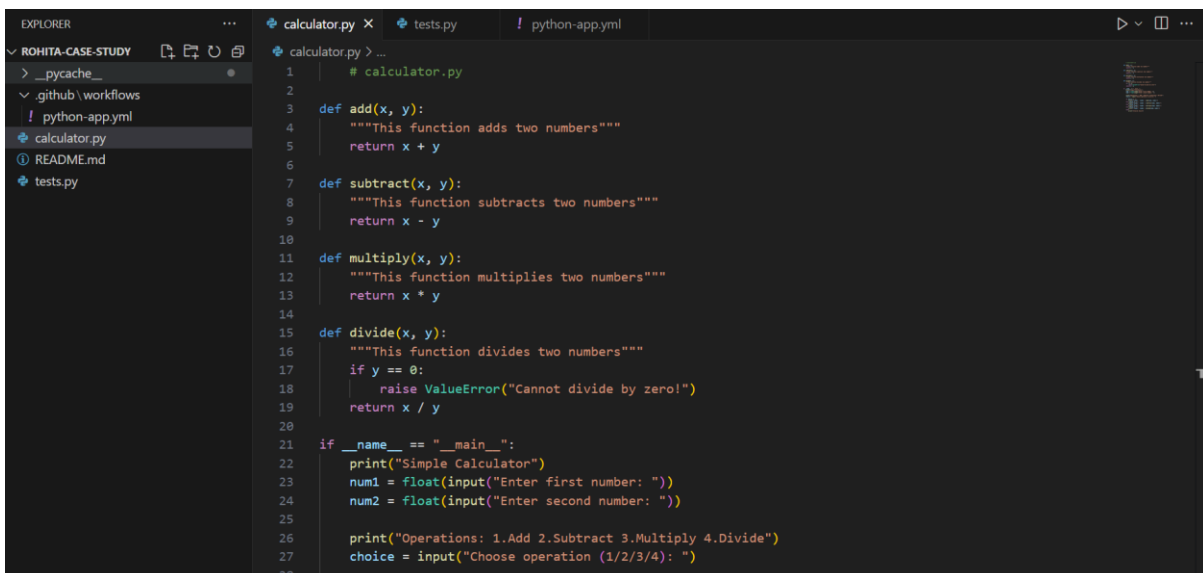 EXPLORER
ROHITA-CASE-STUDY
__pycache__
.github\workflows
! python-app.yml
calculator.py
README.md
tests.py
calculator.py
tests.py
! python-app.yml
calculator.py > ...
1 # calculator.py
2
3 def add(x, y):
4 """This function adds two numbers"""
5 return x + y
6
7 def subtract(x, y):
8 """This function subtracts two numbers"""
9 return x - y
10
11 def multiply(x, y):
12 """This function multiplies two numbers"""
13 return x * y
14
15 def divide(x, y):
16 """This function divides two numbers"""
17 if y == 0:
18 raise ValueError("Cannot divide by zero!")
19 return x / y
20
21 if __name__ == "__main__":
22 print("Simple Calculator")
23 num1 = float(input("Enter first number: "))
24 num2 = float(input("Enter second number: "))
25
26 print("Operations: 1.Add 2.Subtract 3.Multiply 4.Divide")
27 choice = input("Choose operation (1/2/3/4): ")